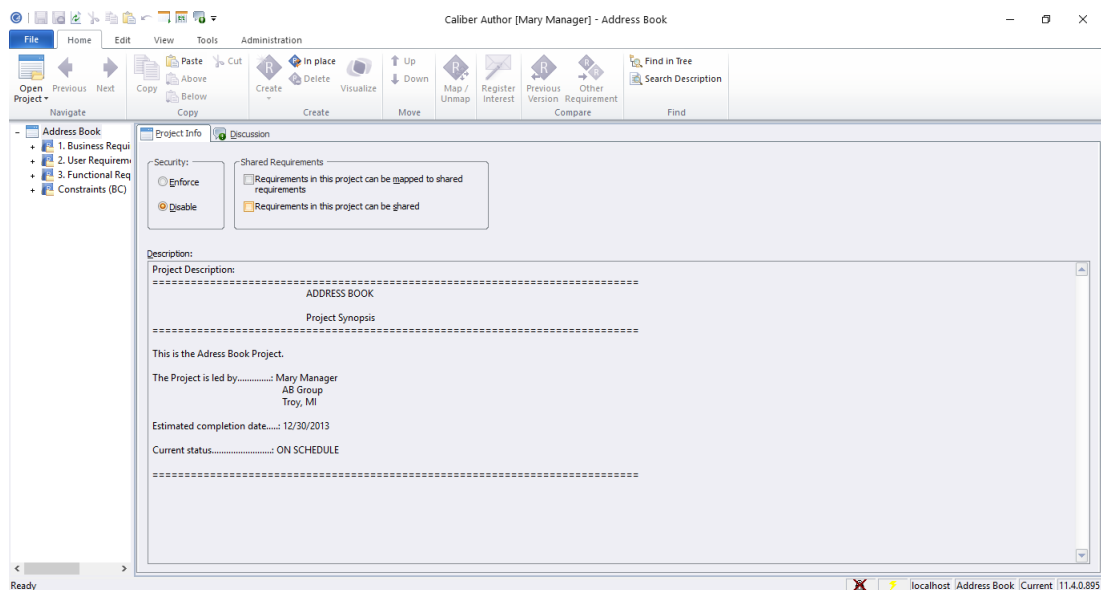 Caliber Author [Mary Manager] - Address Book
File Home Edit View Tools Administration
Open Project Previous Next
Navigate
Copy Paste Cut
Above
Below
Copy
Create In place
Delete
Visualize
Create
Up
Down
Move
Map / Unmap
Register Interest
Previous Version
Other Requirement
Compare
Find in Tree
Search Description
Find
Address Book
1. Business Requi
2. User Requirem
3. Functional Req
Constraints (BC)
Project Info Discussion
Security:
Enforce
Disable
Shared Requirements
Requirements in this project can be mapped to shared
requirements
Requirements in this project can be shared
Description:
Project Description:
============================================================================
ADDRESS BOOK
Project Synopsis
============================================================================
This is the Adress Book Project.
The Project is led by..............: Mary Manager
AB Group
Troy, MI
Estimated completion date.....: 12/30/2013
Current status.........................: ON SCHEDULE
============================================================================
Ready
localhost Address Book Current 11.4.0.895